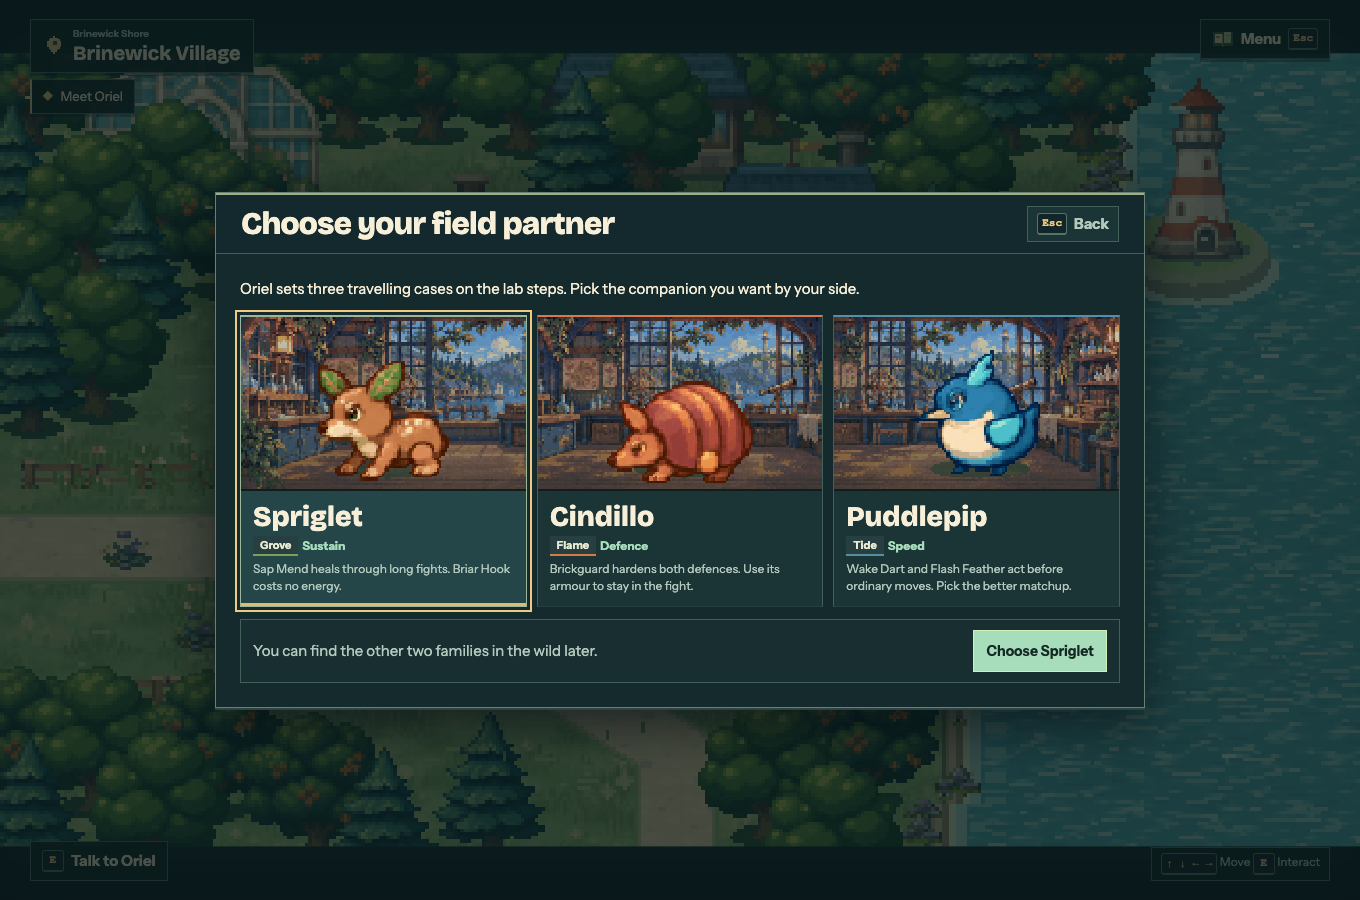 Brinewick Shore
Brinewick Village
Menu Esc
Meet Oriel
Choose your field partner
Esc Back
Oriel sets three travelling cases on the lab steps. Pick the companion you want by your side.
Spriglet
Grove Sustain
Sap Mend heals through long fights. Briar Hook
costs no energy.
Cindillo
Flame Defence
Brickguard hardens both defences. Use its
armour to stay in the fight.
Puddlepip
Tide Speed
Wake Dart and Flash Feather act before
ordinary moves. Pick the better matchup.
You can find the other two families in the wild later.
Choose Spriglet
E Talk to Oriel
↑ ↓ ← → Move E Interact